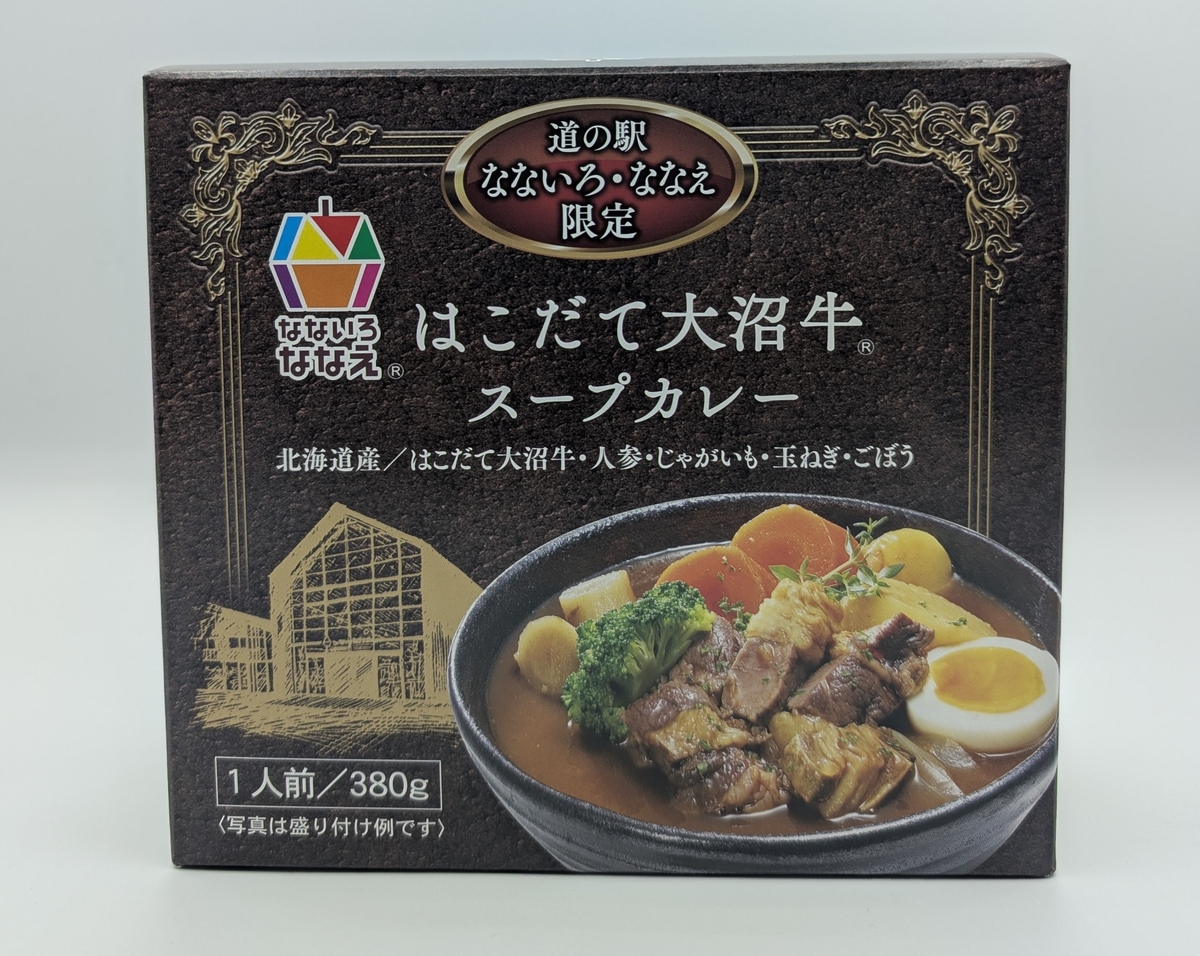 道の駅
なないろ・ななえ
限定
なないろ
ななえ®
はこだて大沼牛®
スープカレー
北海道産／はこだて大沼牛・人参・じゃがいも・玉ねぎ・ごぼう
1人前／380g
〈写真は盛り付け例です〉